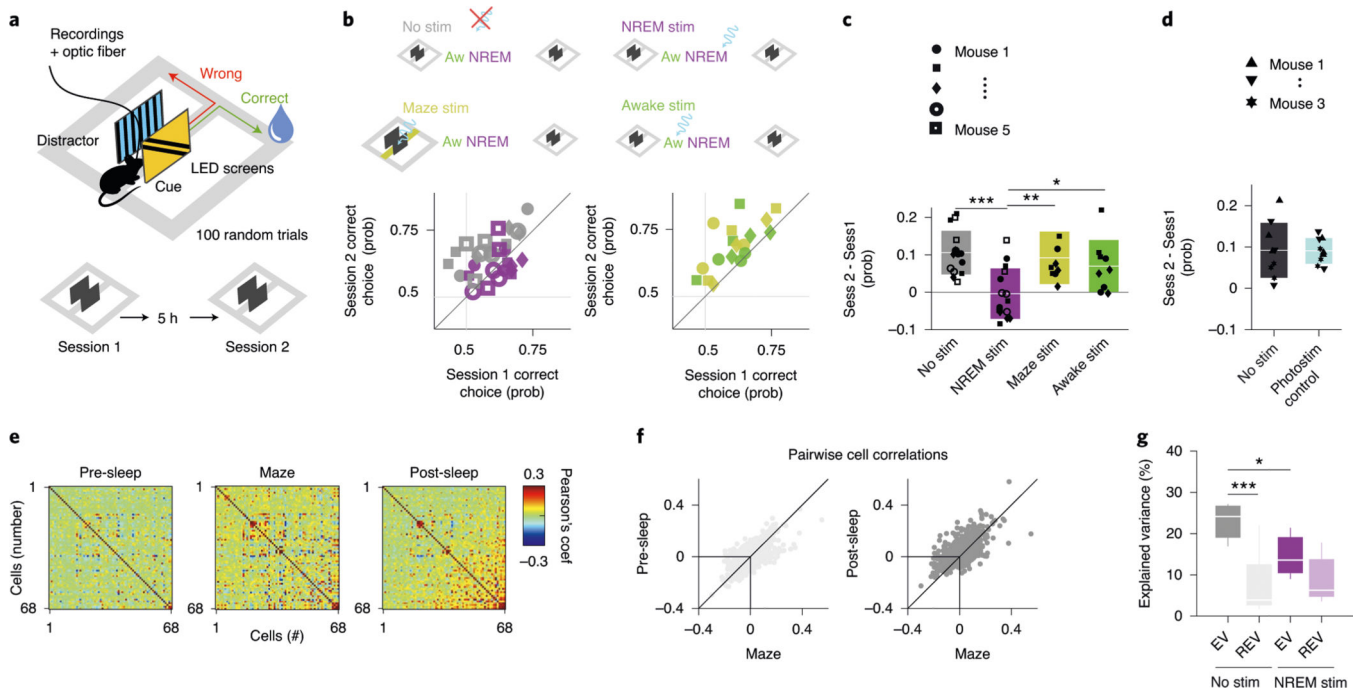 a
Recordings
+ optic fiber
Wrong
Correct
Distractor
LED screens
Cue
100 random trials
5 h
Session 1
Session 2
b
No stim
Aw NREM
NREM stim
Aw NREM
Maze stim
Aw NREM
Awake stim
Aw NREM
Session 2 correct
choice (prob)
0.75
0.5
0.5
0.75
Session 1 correct
choice (prob)
Session 2 correct
choice (prob)
0.75
0.5
0.5
0.75
Session 1 correct
choice (prob)
c
Mouse 1
Mouse 5
*
***
**
Sess 2 - Sess1
(prob)
0.2
0.1
0
–0.1
No stim
NREM stim
Maze stim
Awake stim
d
Mouse 1
Mouse 3
Sess 2 - Sess1
(prob)
0.2
0.1
0
–0.1
No stim
Photostim
control
e
Pre-sleep
Maze
Post-sleep
Cells (number)
1
68
1
68
1
68
1
68
Cells (#)
0.3
–0.3
Pearson's
coef
f
Pairwise cell correlations
Pre-sleep
0.4
0
–0.4
–0.4
0
0.4
Maze
Post-sleep
0.4
0
–0.4
–0.4
0
0.4
Maze
g
Explained variance (%)
40
30
20
10
0
*
***
EV
REV
EV
REV
No stim
NREM stim